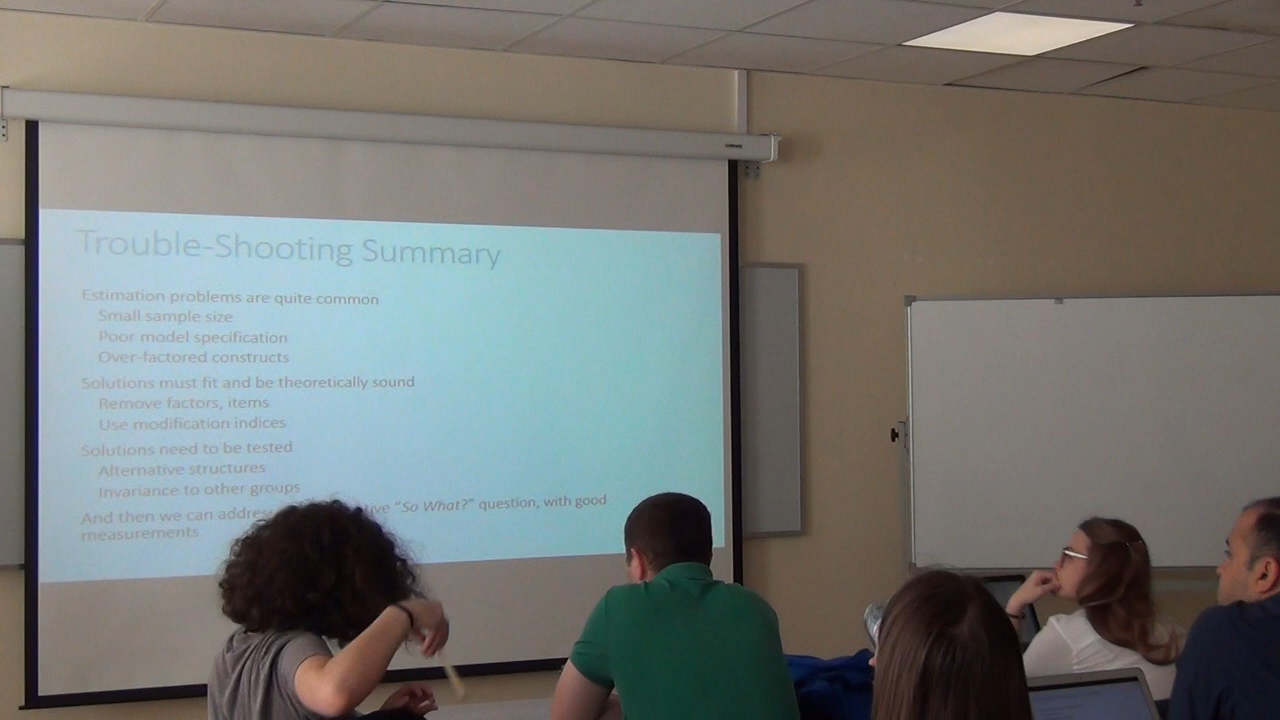 Trouble-Shooting Summary
Estimation problems are quite common
Small sample size
Poor model specification
Over-factored constructs
Solutions must fit and be theoretically sound
Remove factors, items
Use modification indices
Solutions need to be tested
Alternative structures
Invariance to other groups
And then we can "So What?" question, with good
measurements